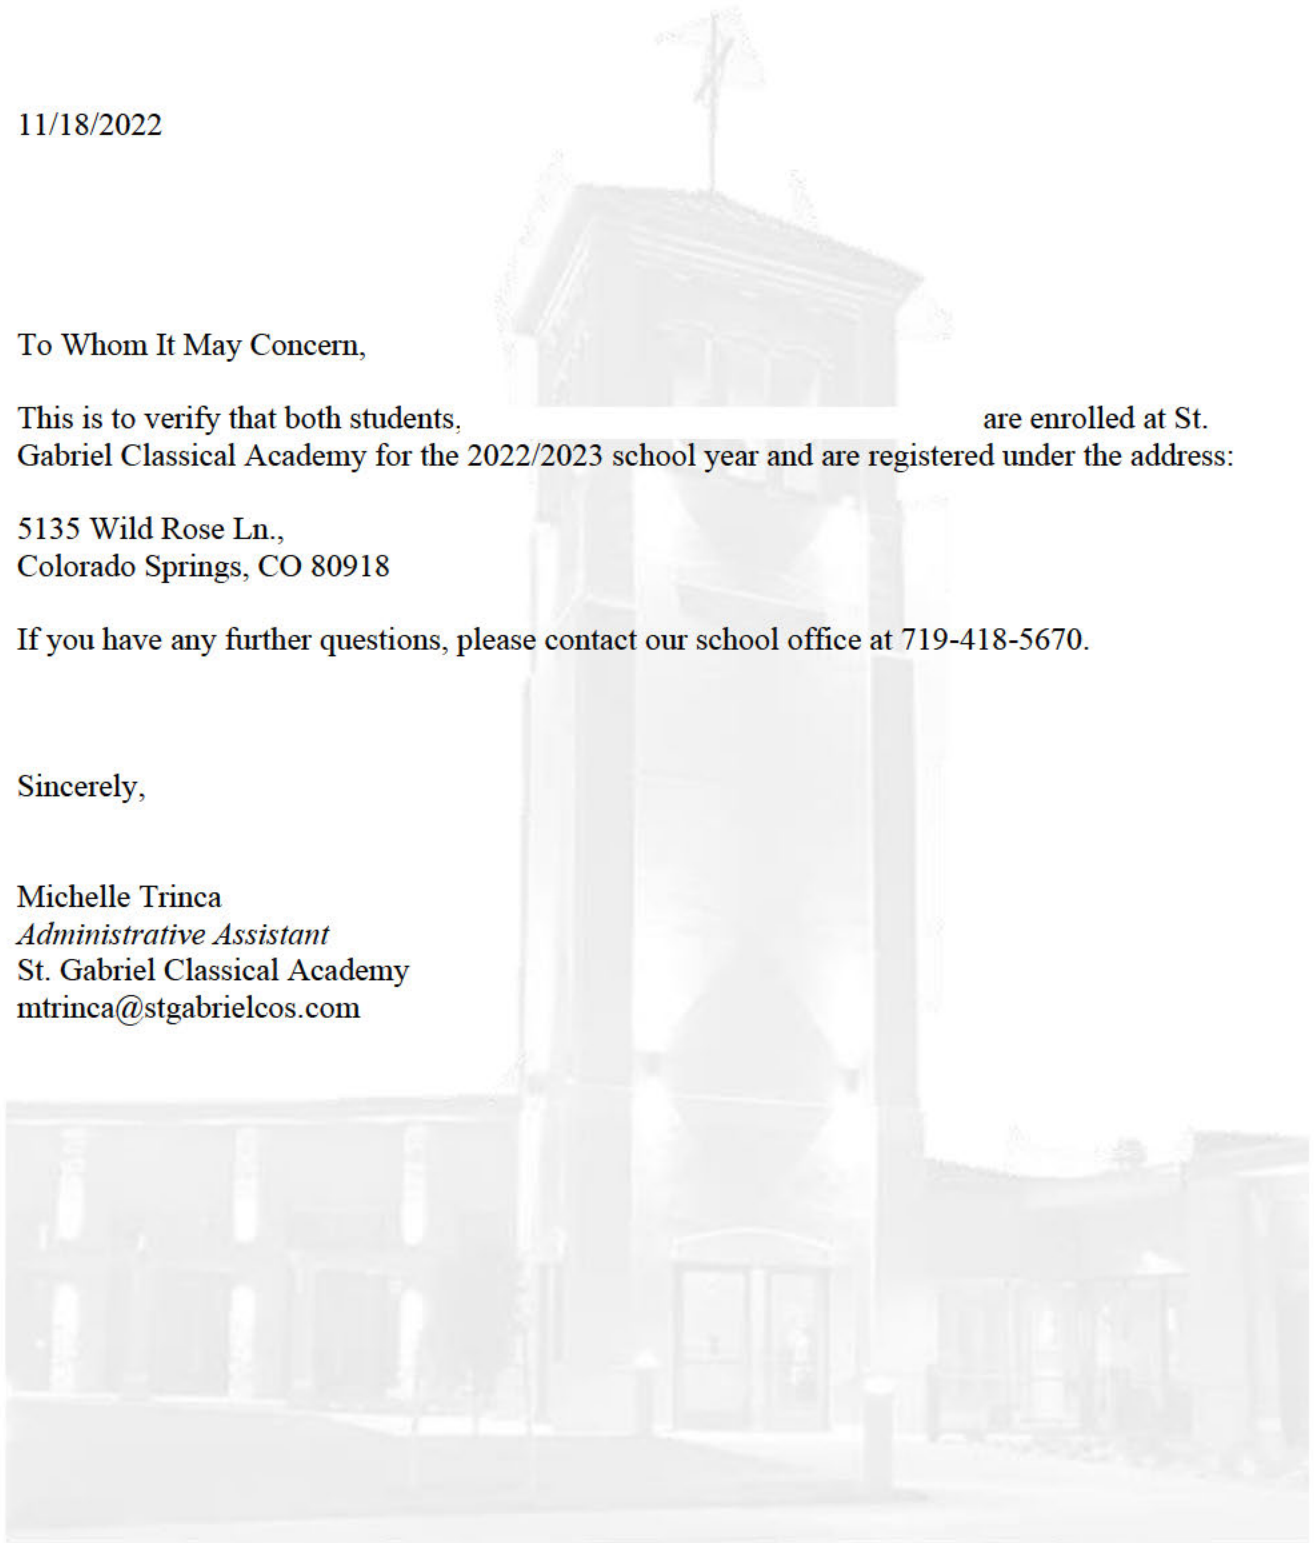 11/18/2022
To Whom It May Concern,
This is to verify that both students, are enrolled at St.
Gabriel Classical Academy for the 2022/2023 school year and are registered under the address:
5135 Wild Rose Ln.,
Colorado Springs, CO 80918
If you have any further questions, please contact our school office at 719-418-5670.
Sincerely,
Michelle Trinca
Administrative Assistant
St. Gabriel Classical Academy
mtrinca@stgabrielcos.com